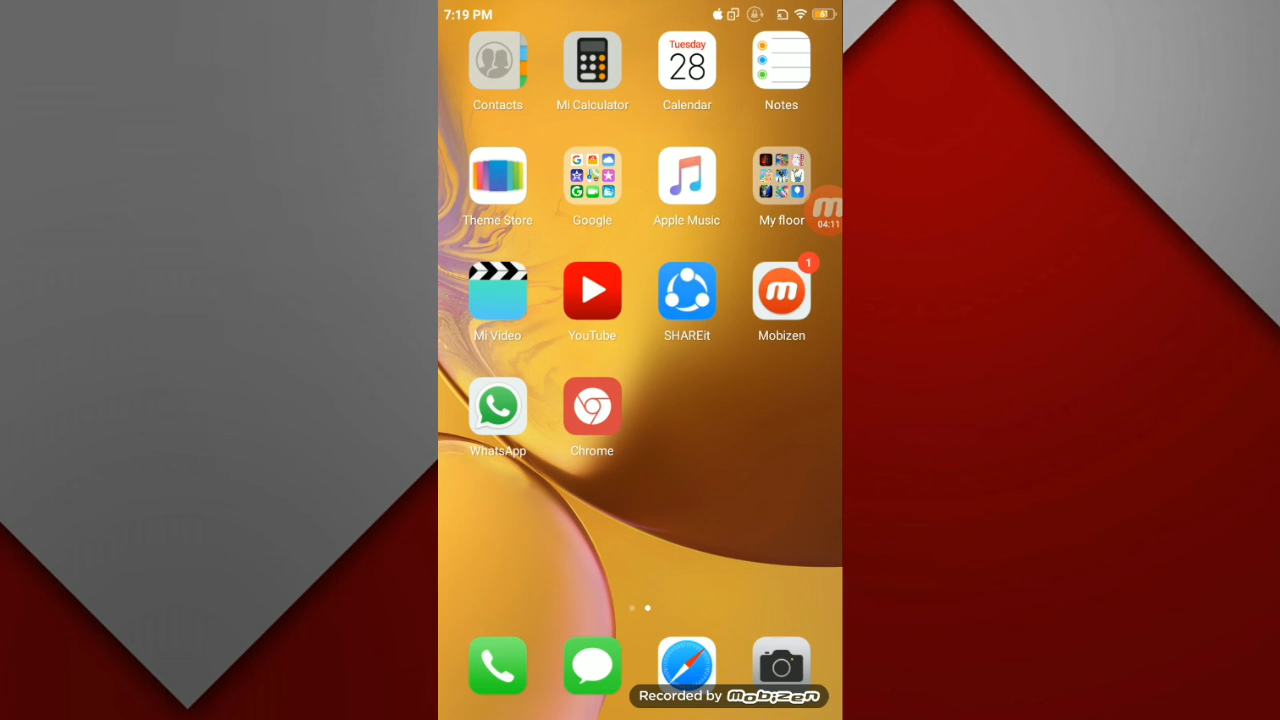 7:19 PM
61
Tuesday
28
Contacts
Mi Calculator
Calendar
Notes
Theme Store
Google
Apple Music
My floor
04:11
1
Mi Video
YouTube
SHAREit
Mobizen
WhatsApp
Chrome
Recorded by Mobizen